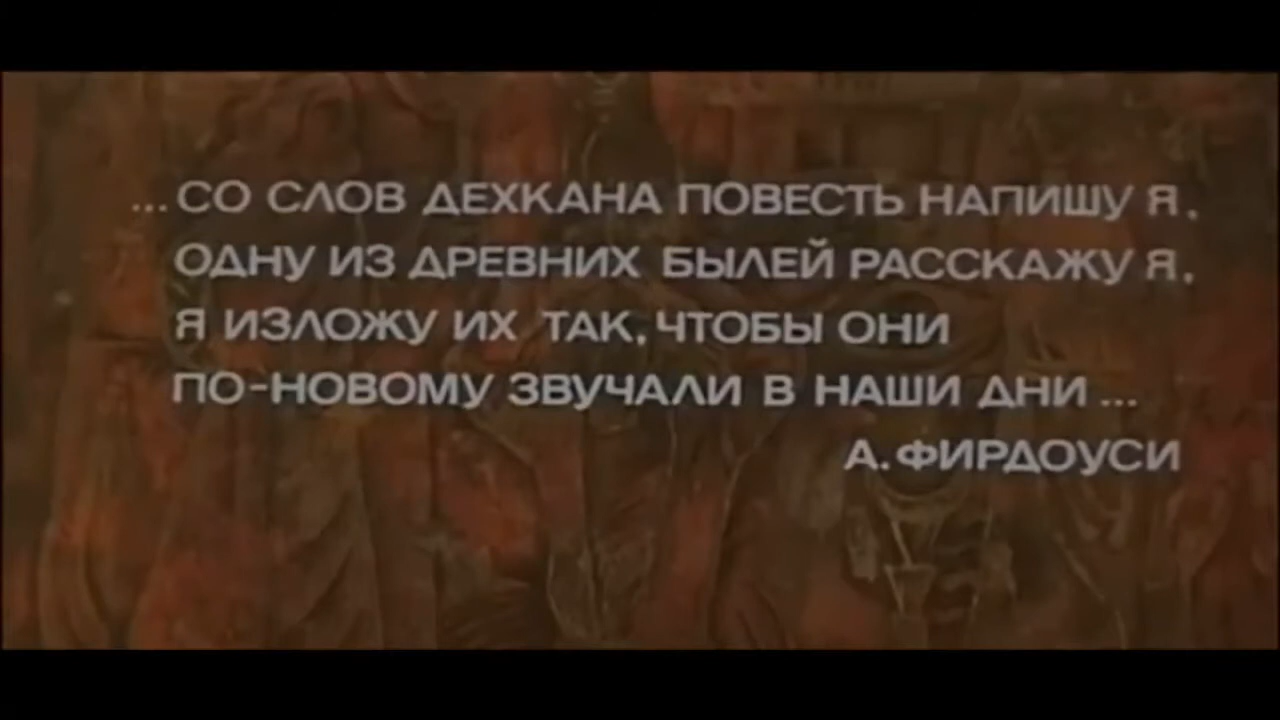 ...СО СЛОВ ДЕХКАНА ПОВЕСТЬ НАПИШУ Я,
ОДНУ ИЗ ДРЕВНИХ БЫЛЕЙ РАССКАЖУ Я,
Я ИЗЛОЖУ ИХ ТАК, ЧТОБЫ ОНИ
ПО-НОВОМУ ЗВУЧАЛИ В НАШИ ДНИ...
А. ФИРДОУСИ